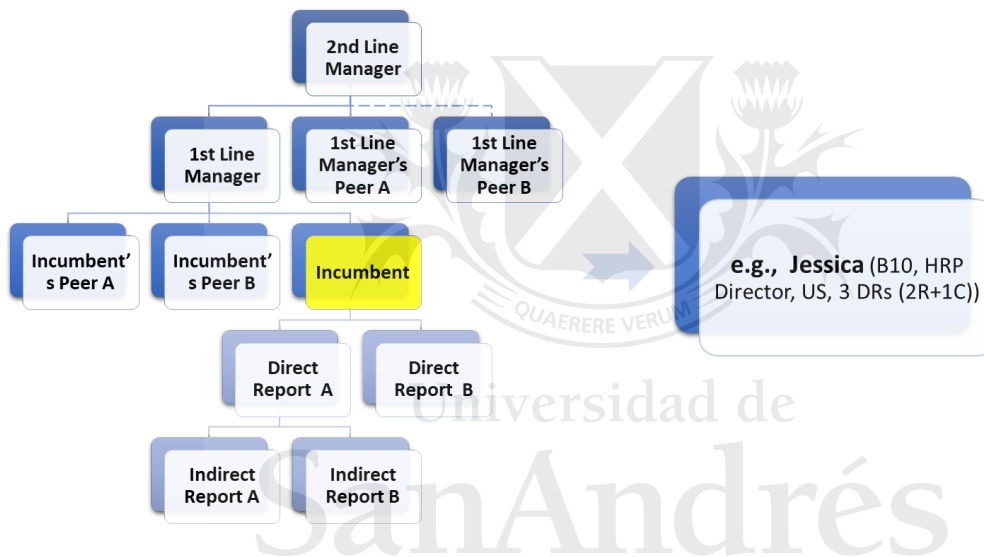 2nd Line
Manager
1st Line
Manager
1st Line
Manager's
Peer A
1st Line
Manager's
Peer B
Incumbent'
s Peer A
Incumbent'
s Peer B
Incumbent
e.g., Jessica (B10, HRP
Director, US, 3 DRs (2R+1C))
QUAERERE VERUM
Direct
Report A
Direct
Report B
Universidad de
SanAndrés
Indirect
Report A
Indirect
Report B